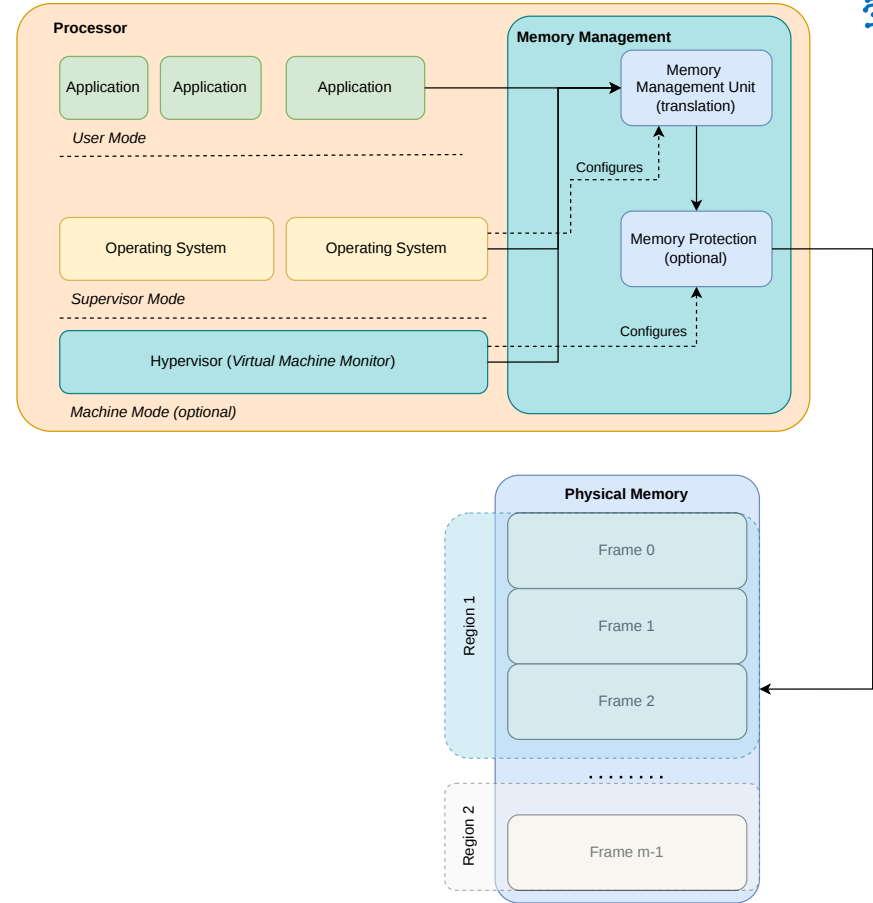 Processor
Memory Management
Application
Application
Application
Memory
Management Unit
(translation)
User Mode
Configures
Operating System
Operating System
Memory Protection
(optional)
Supervisor Mode
Configures
Hypervisor (Virtual Machine Monitor)
Machine Mode (optional)
Physical Memory
Region 1
Frame 0
Frame 1
Frame 2
........
Region 2
Frame m-1